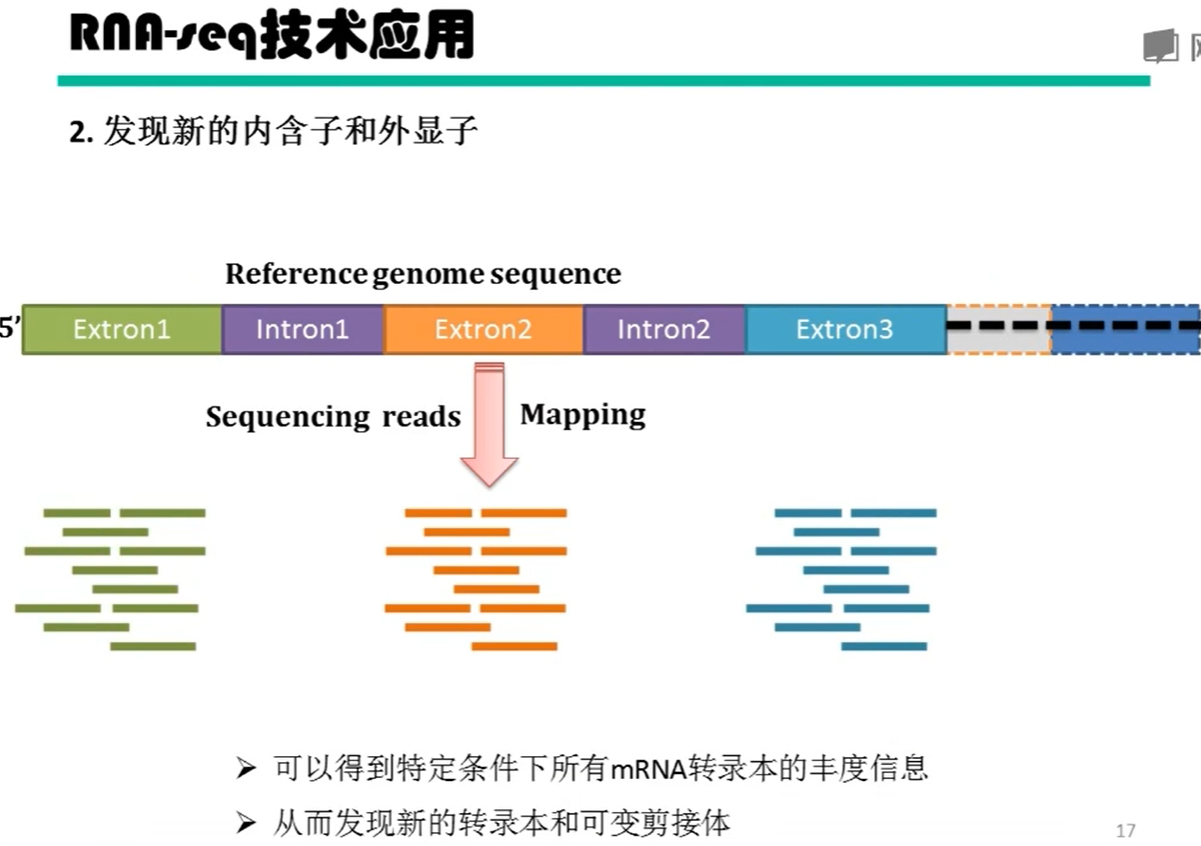 RNA-seq技术应用
2. 发现新的内含子和外显子
Reference genome sequence
5’ Extron1 Intron1 Extron2 Intron2 Extron3
Sequencing reads Mapping
➢ 可以得到特定条件下所有mRNA转录本的丰度信息
➢ 从而发现新的转录本和可变剪接体
17